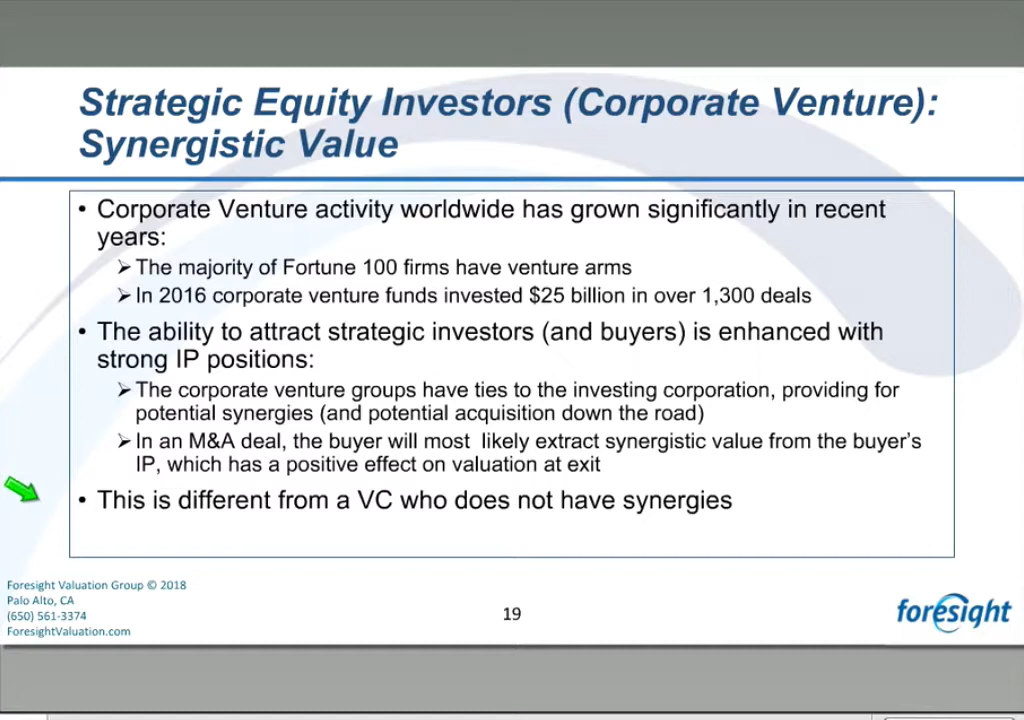 Strategic Equity Investors (Corporate Venture):
Synergistic Value
• Corporate Venture activity worldwide has grown significantly in recent
years:
➢The majority of Fortune 100 firms have venture arms
➢In 2016 corporate venture funds invested $25 billion in over 1,300 deals
• The ability to attract strategic investors (and buyers) is enhanced with
strong IP positions:
➢The corporate venture groups have ties to the investing corporation, providing for
potential synergies (and potential acquisition down the road)
➢In an M&A deal, the buyer will most likely extract synergistic value from the buyer's
IP, which has a positive effect on valuation at exit
• This is different from a VC who does not have synergies
Foresight Valuation Group © 2018
Palo Alto, CA
(650) 561-3374
ForesightValuation.com
19
foresight